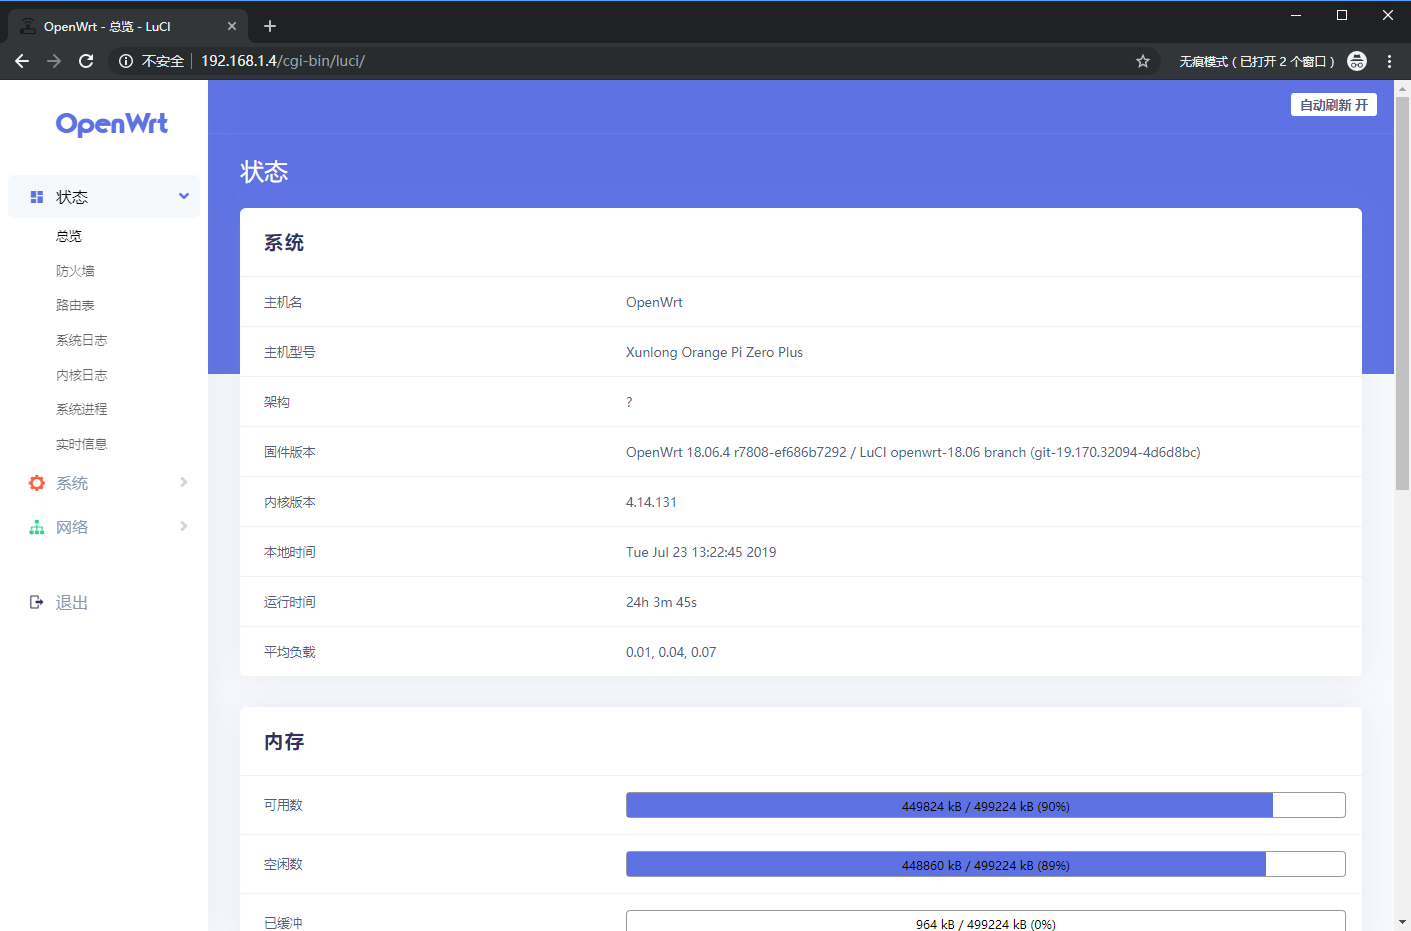 OpenWrt - 总览 - LuCI
不安全 192.168.1.4/cgi-bin/luci/
无痕模式 ( 已打开 2 个窗口 )
OpenWrt
自动刷新 开
状态
总览
防火墙
路由表
系统日志
内核日志
系统进程
实时信息
系统
网络
退出
状态
系统
主机名 OpenWrt
主机型号 Xunlong Orange Pi Zero Plus
架构 ?
固件版本 OpenWrt 18.06.4 r7808-ef686b7292 / LuCI openwrt-18.06 branch (git-19.170.32094-4d6d8bc)
内核版本 4.14.131
本地时间 Tue Jul 23 13:22:45 2019
运行时间 24h 3m 45s
平均负载 0.01, 0.04, 0.07
内存
可用数 449824 kB / 499224 kB (90%)
空闲数 448860 kB / 499224 kB (89%)
已缓冲 964 kB / 499224 kB (0%)